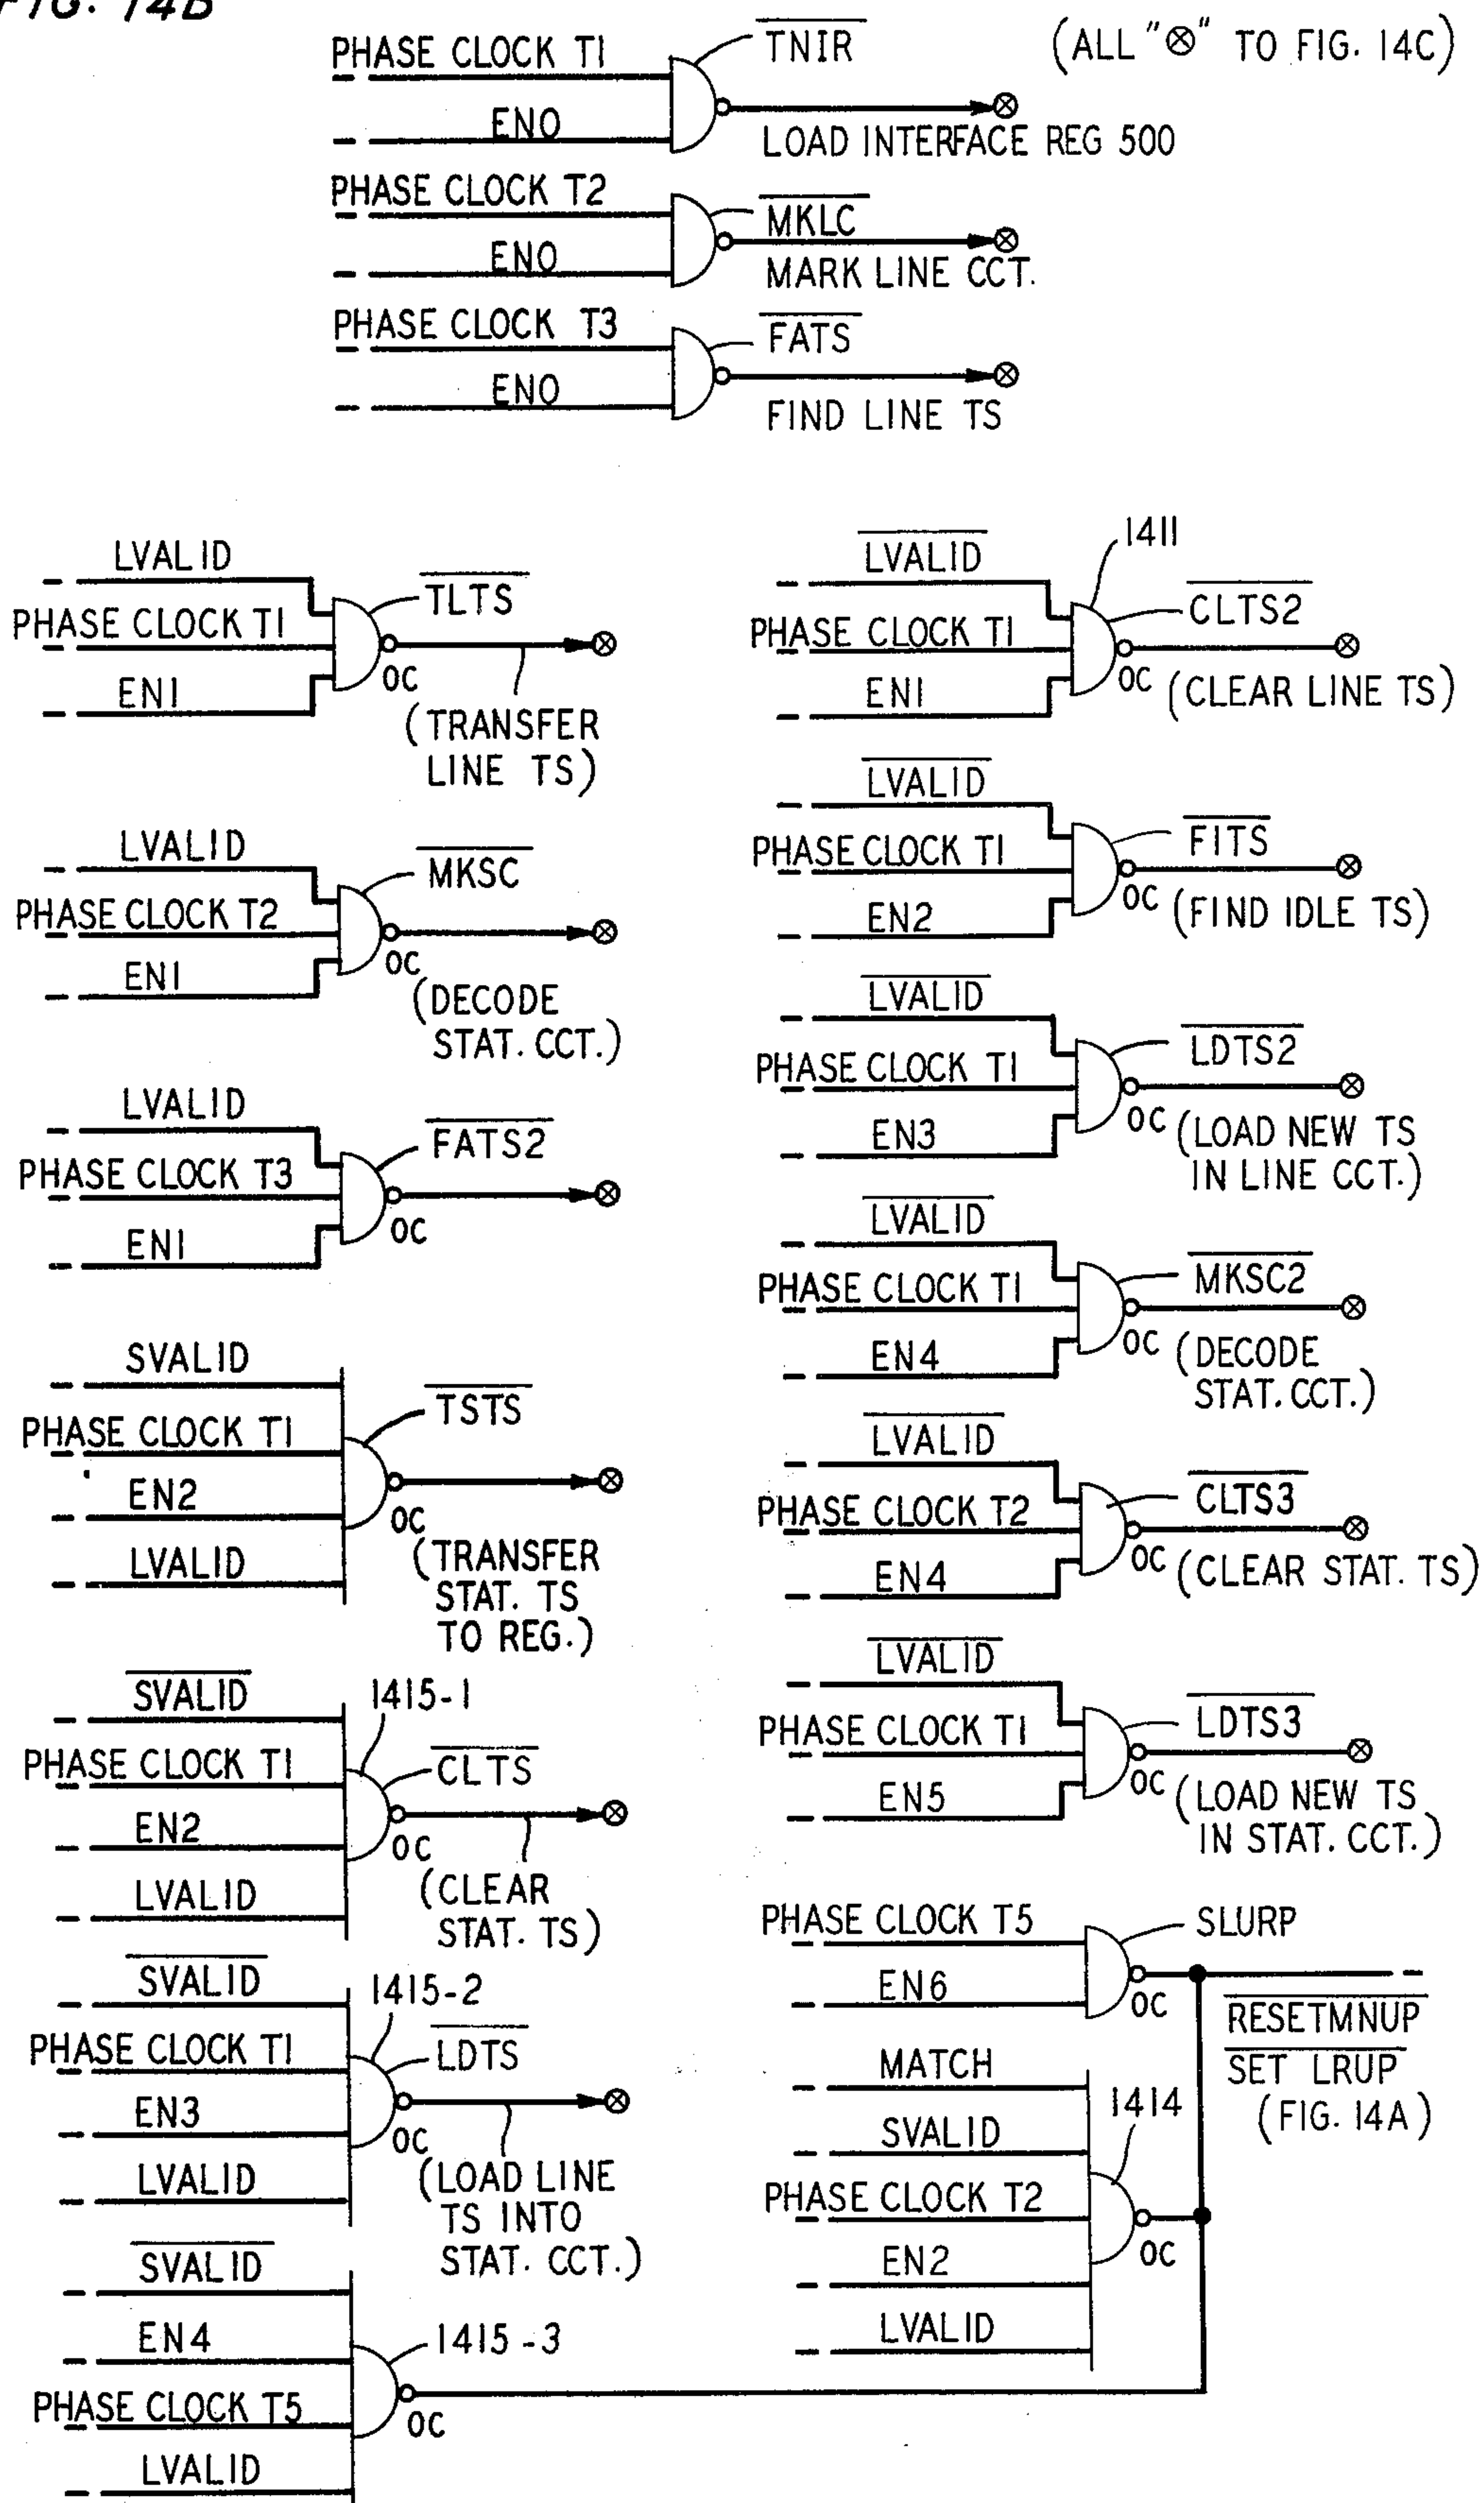 FIG. 14B
(ALL "⊗" TO FIG. 14C)
PHASE CLOCK T1
TNIR
ENO
LOAD INTERFACE REG 500
PHASE CLOCK T2
MKLC
ENO
MARK LINE CCT.
PHASE CLOCK T3
FATS
ENO
FIND LINE TS
LVALID
PHASE CLOCK T1
TLTS
EN1
OC
(TRANSFER
LINE TS)
LVALID
PHASE CLOCK T2
MKSC
EN1
OC
(DECODE
STAT. CCT.)
LVALID
PHASE CLOCK T3
FATS2
EN1
OC
SVALID
PHASE CLOCK T1
TSTS
EN2
OC
LVALID
(TRANSFER
STAT. TS
TO REG.)
SVALID
1415-1
PHASE CLOCK T1
CLTS
EN2
OC
LVALID
(CLEAR
STAT. TS)
SVALID
1415-2
PHASE CLOCK T1
LDTS
EN3
OC
LVALID
(LOAD LINE
TS INTO
STAT. CCT.)
SVALID
EN4
1415-3
PHASE CLOCK T5
OC
LVALID
LVALID
1411
PHASE CLOCK T1
CLTS2
EN1
OC (CLEAR LINE TS)
LVALID
PHASE CLOCK T1
FITS
EN2
OC (FIND IDLE TS)
LVALID
PHASE CLOCK T1
LDTS2
EN3
OC (LOAD NEW TS
IN LINE CCT.)
LVALID
PHASE CLOCK T1
MKSC2
EN4
OC (DECODE
STAT. CCT.)
LVALID
PHASE CLOCK T2
CLTS3
EN4
OC (CLEAR STAT. TS)
LVALID
PHASE CLOCK T1
LDTS3
EN5
OC (LOAD NEW TS
IN STAT. CCT.)
PHASE CLOCK T5
SLURP
EN6
OC
RESETMNUP
SET LRUP
(FIG. 14A)
MATCH
1414
SVALID
PHASE CLOCK T2
EN2
OC
LVALID